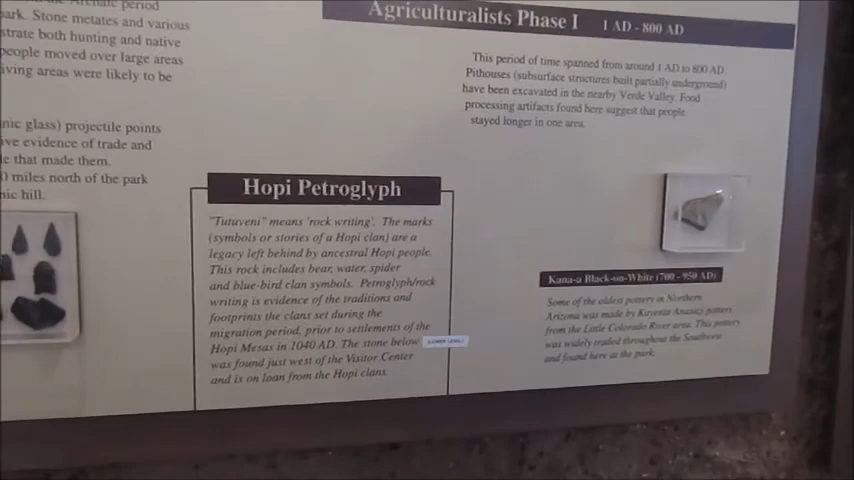 the Archaic period
park. Stone metates and various
strate both hunting and native
people moved over large areas
iving areas were likely to be
nic glass) projectile points
ive evidence of trade and
e that made them.
0 miles north of the park
nic hill.
Hopi Petroglyph
"Tutuveni" means 'rock writing'. The marks
(symbols or stories of a Hopi clan) are a
legacy left behind by ancestral Hopi people.
This rock includes bear, water, spider
and blue-bird clan symbols. Petroglyph/rock
writing is evidence of the traditions and
footprints the clans set during the
migration period, prior to settlements of the
Hopi Mesas in 1040 AD. The stone below
(LOWER LEVEL)
was found just west of the Visitor Center
and is on loan from the Hopi clans.
Agriculturalists Phase I 1 AD - 800 AD
This period of time spanned from around 1 AD to 800 AD.
Pithouses (subsurface structures built partially underground)
have been excavated in the nearby Verde Valley. Food
processing artifacts found here suggest that people
stayed longer in one area.
Kana-a Black-on-White (700 - 950 AD)
Some of the oldest pottery in Northern
Arizona was made by Kayenta Anasazi potters
from the Little Colorado River area. This pottery
was widely traded throughout the Southwest
and found here at the park.